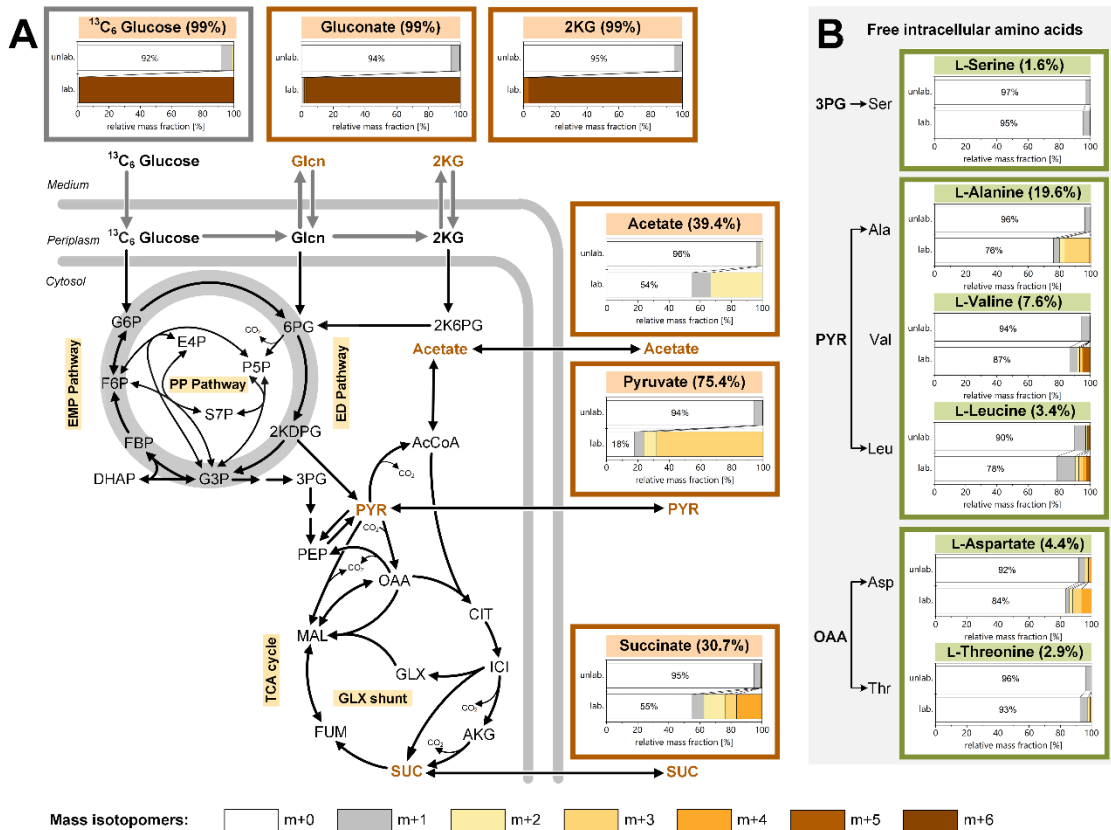 A
13C6 Glucose (99%)
unlab.
92%
lab.
0 20 40 60 80 100
relative mass fraction [%]
Gluconate (99%)
unlab.
94%
lab.
0 20 40 60 80 100
relative mass fraction [%]
2KG (99%)
unlab.
95%
lab.
0 20 40 60 80 100
relative mass fraction [%]
13C6 Glucose
Glcn
2KG
Medium
Periplasm
13C6 Glucose
Glcn
2KG
Cytosol
G6P
6PG
2K6PG
CO2
E4P
P5P
F6P
PP Pathway
S7P
EMP Pathway
ED Pathway
FBP
2KDPG
DHAP
G3P
3PG
Acetate
Acetate
AcCoA
CO2
PYR
PYR
CO2
PEP
CO2
OAA
CIT
MAL
GLX
ICI
TCA cycle
GLX shunt
CO2
FUM
AKG
CO2
SUC
SUC
Acetate (39.4%)
unlab.
96%
lab.
54%
0 20 40 60 80 100
relative mass fraction [%]
Pyruvate (75.4%)
unlab.
94%
lab.
18%
0 20 40 60 80 100
relative mass fraction [%]
Succinate (30.7%)
unlab.
95%
lab.
55%
0 20 40 60 80 100
relative mass fraction [%]
B
Free intracellular amino acids
3PG
Ser
L-Serine (1.6%)
unlab.
97%
lab.
95%
0 20 40 60 80 100
relative mass fraction [%]
PYR
Ala
L-Alanine (19.6%)
unlab.
96%
lab.
76%
0 20 40 60 80 100
relative mass fraction [%]
Val
L-Valine (7.6%)
unlab.
94%
lab.
87%
0 20 40 60 80 100
relative mass fraction [%]
Leu
L-Leucine (3.4%)
unlab.
90%
lab.
78%
0 20 40 60 80 100
relative mass fraction [%]
OAA
Asp
L-Aspartate (4.4%)
unlab.
92%
lab.
84%
0 20 40 60 80 100
relative mass fraction [%]
Thr
L-Threonine (2.9%)
unlab.
96%
lab.
93%
0 20 40 60 80 100
relative mass fraction [%]
Mass isotopomers:
m+0
m+1
m+2
m+3
m+4
m+5
m+6